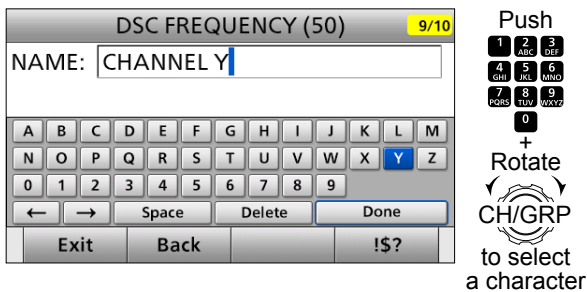 DSC FREQUENCY (50) 9/10
NAME: CHANNEL Y
A B C D E F G H I J K L M
N O P Q R S T U V W X Y Z
0 1 2 3 4 5 6 7 8 9
← → Space Delete Done
Exit Back !$?
Push
1 2 ABC 3 DEF
4 GHI 5 JKL 6 MNO
7 PQRS 8 TUV 9 WXYZ
0
+
Rotate
CH/GRP
to select
a character